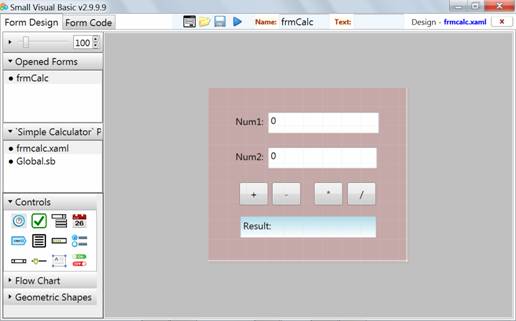 Small Visual Basic v2.9.9.9
Form Design Form Code Name: frmCalc Text: Design - frmcalc.xaml
100
Opened Forms
frmCalc
Num1: 0
`Simple Calculator` P
Num2: 0
frmcalc.xaml
Global.sb
+ - * /
Controls
Result:
Flow Chart
Geometric Shapes